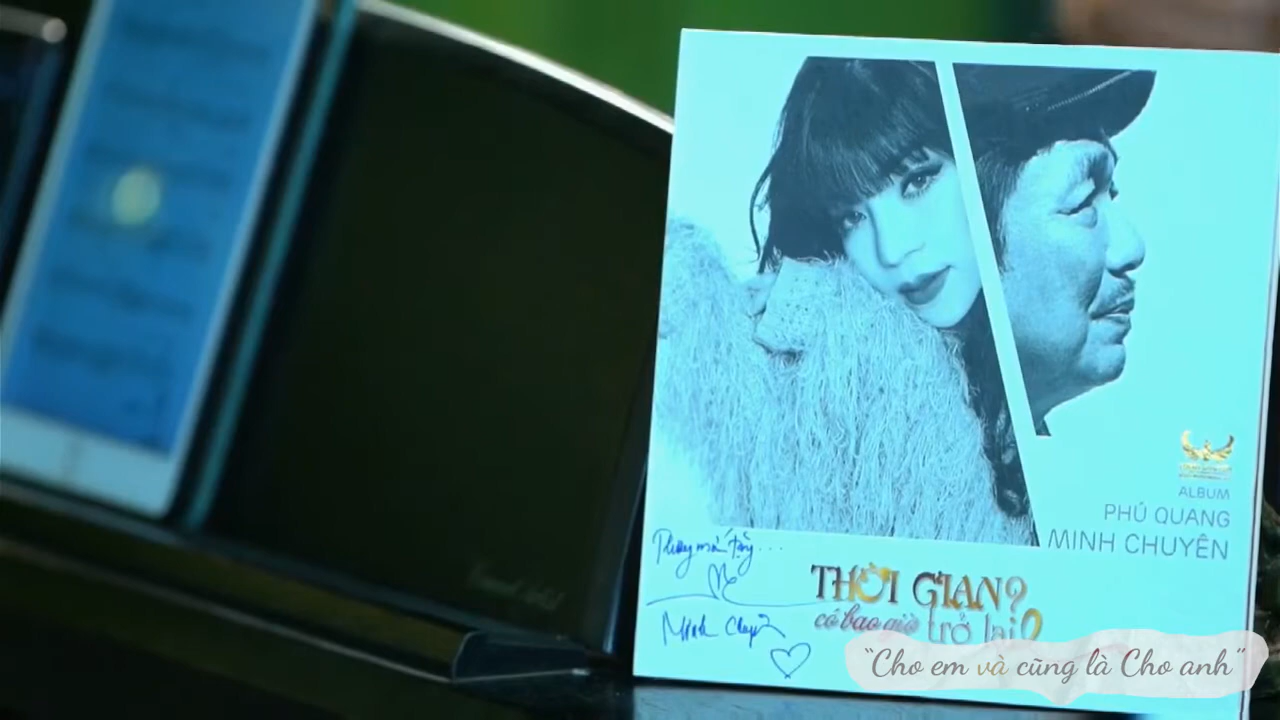 ALBUM
PHÚ QUANG
MINH CHUYÊN
THỜI GIAN?
có bao giờ trở lại?
Minh
"Cho em và cũng là Cho anh"